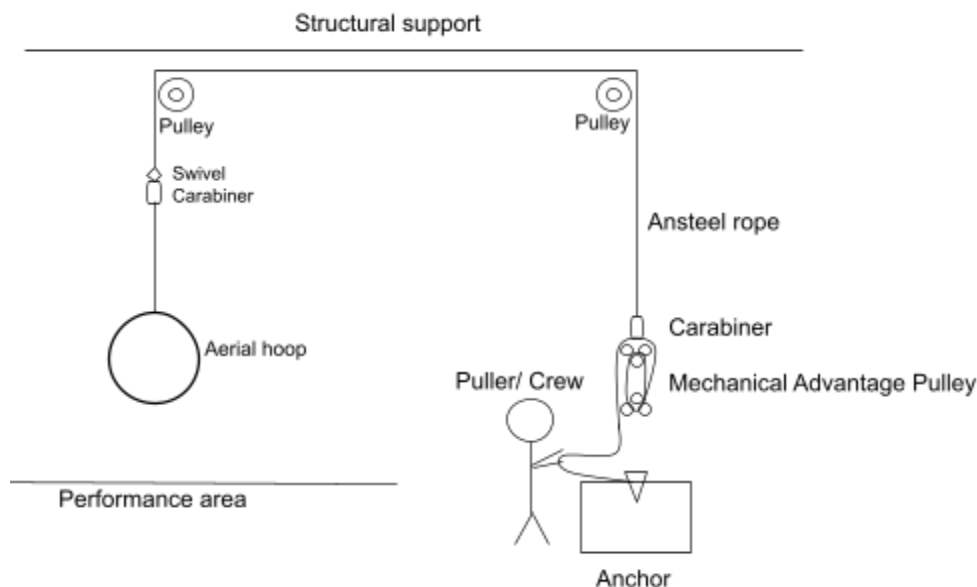 Structural support
Pulley
Pulley
Swivel
Carabiner
Ansteel rope
Aerial hoop
Carabiner
Puller/ Crew
Mechanical Advantage Pulley
Performance area
Anchor